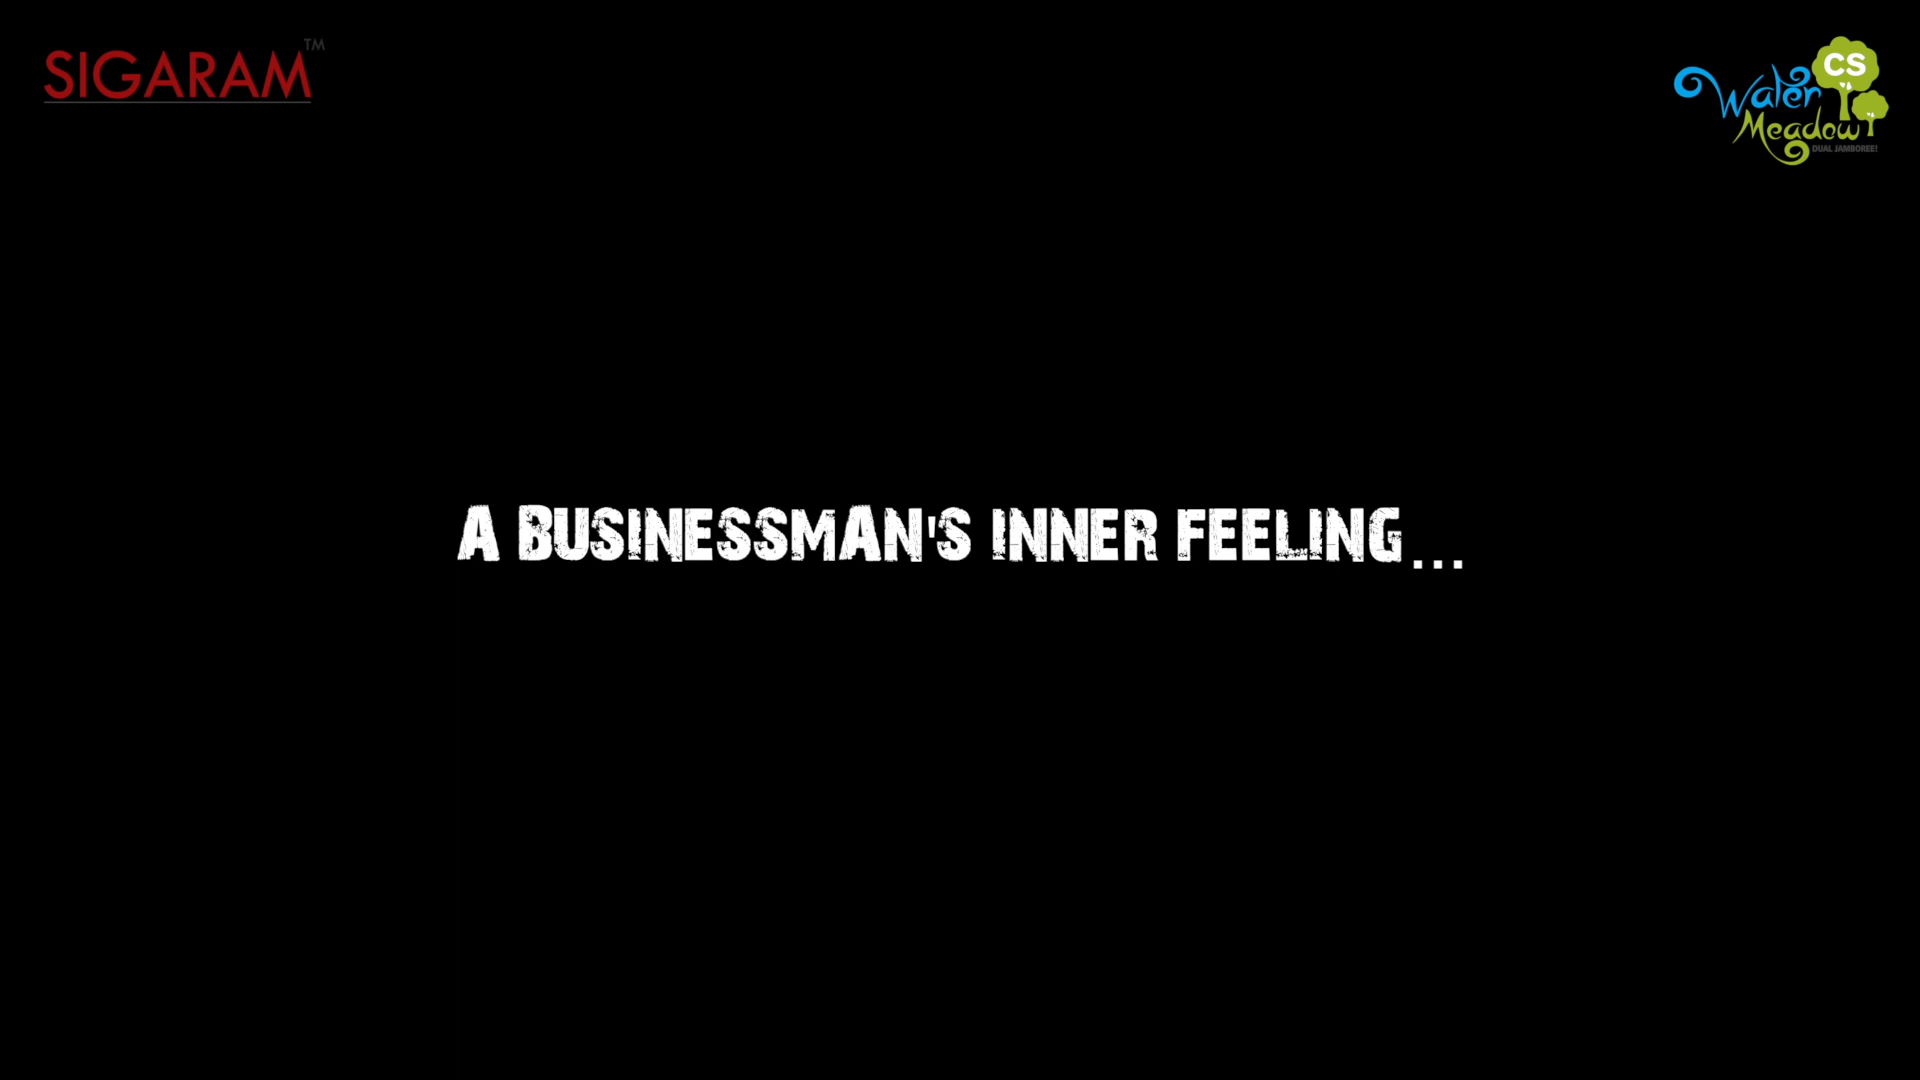 SIGARAM™
CS
Water
Meadow
DUAL JAMBOREE!
A BUSINESSMAN'S INNER FEELING...